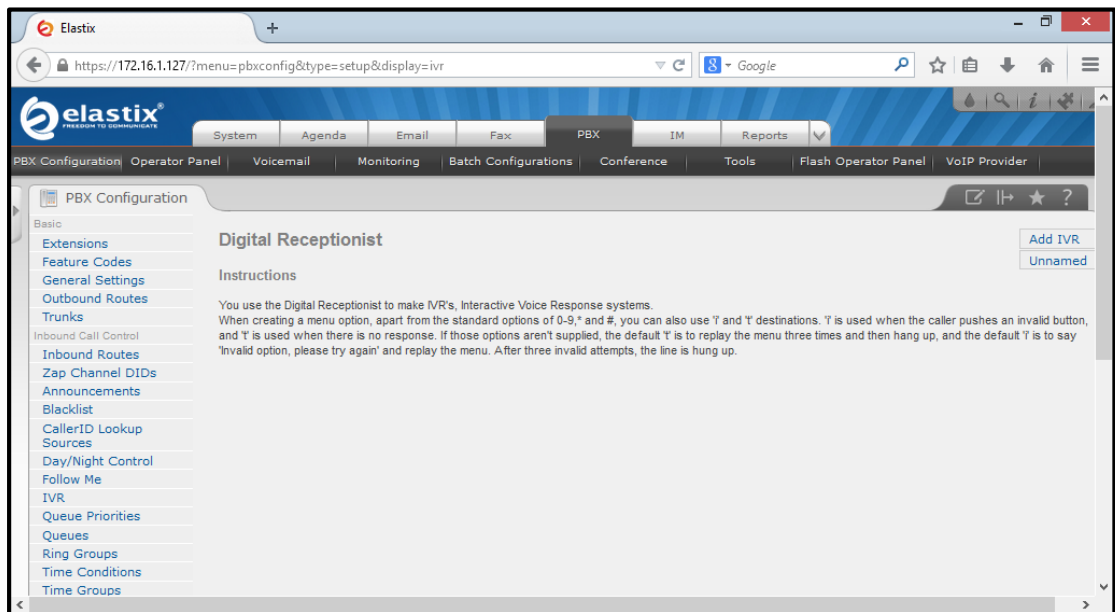 Elastix
https://172.16.1.127/?menu=pbxconfig&type=setup&display=ivr
Google
elastix®
FREEDOM TO COMMUNICATE
System Agenda Email Fax PBX IM Reports
PBX Configuration Operator Panel Voicemail Monitoring Batch Configurations Conference Tools Flash Operator Panel VoIP Provider
PBX Configuration
Basic
Extensions
Feature Codes
General Settings
Outbound Routes
Trunks
Inbound Call Control
Inbound Routes
Zap Channel DIDs
Announcements
Blacklist
CallerID Lookup
Sources
Day/Night Control
Follow Me
IVR
Queue Priorities
Queues
Ring Groups
Time Conditions
Time Groups
Digital Receptionist
Instructions
You use the Digital Receptionist to make IVR's, Interactive Voice Response systems.
When creating a menu option, apart from the standard options of 0-9,* and #, you can also use 'i' and 't' destinations. 'i' is used when the caller pushes an invalid button,
and 't' is used when there is no response. If those options aren't supplied, the default 't' is to replay the menu three times and then hang up, and the default 'i' is to say
'Invalid option, please try again' and replay the menu. After three invalid attempts, the line is hung up.
Add IVR
Unnamed